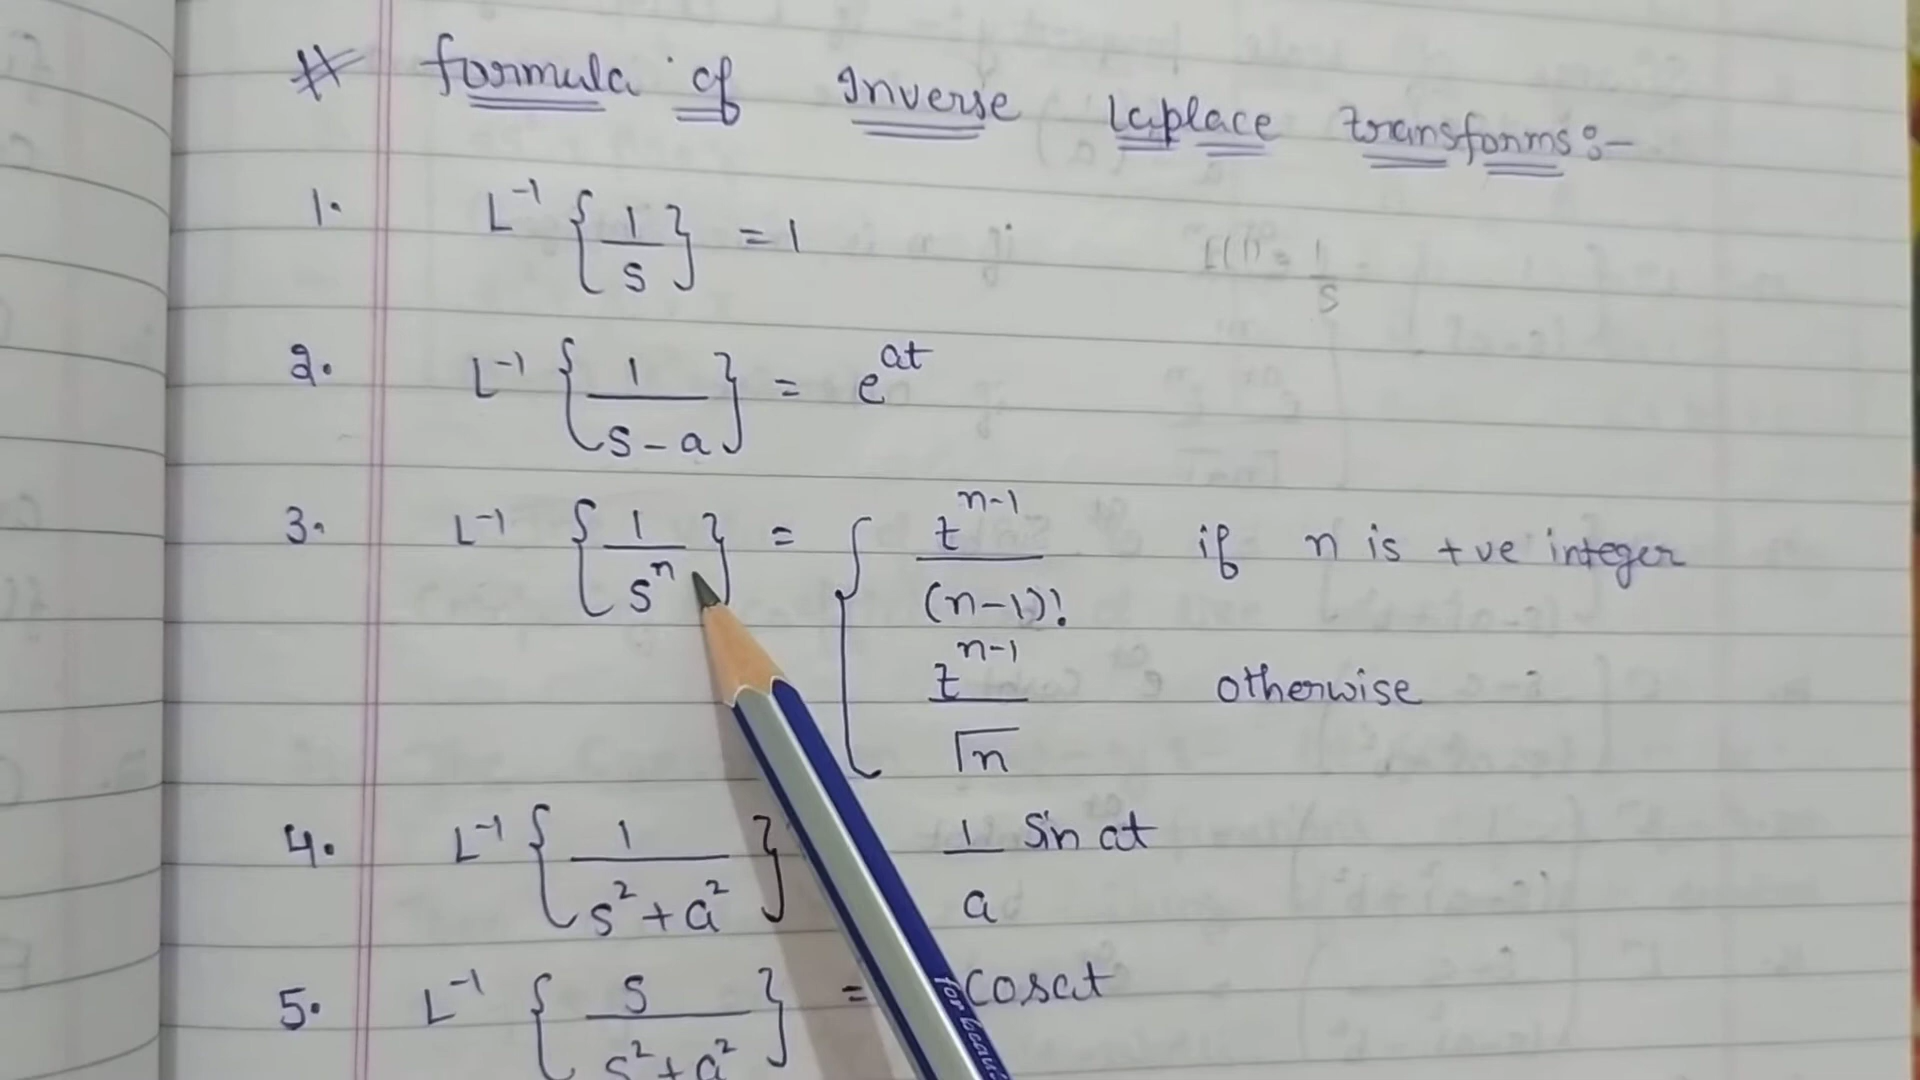 # Formula of Inverse Laplace transforms:-
1. L⁻¹ {1/s} = 1
L(1) = 1/s
2. L⁻¹ {1/(s-a)} = e^at
3. L⁻¹ {1/sⁿ} = { t^(n-1)/(n-1)! if n is +ve integer
t^(n-1)/Γn otherwise
4. L⁻¹ {1/(s²+a²)} 1/a Sin at
5. L⁻¹ {s/(s²+a²)} = cosat